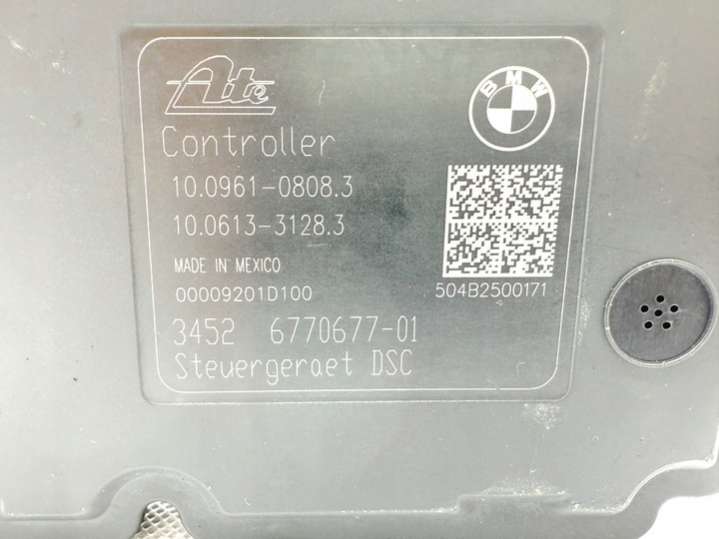 Ate
BMW
Controller
10.0961-0808.3
10.0613-3128.3
MADE IN MEXICO
00009201D100
504B2500171
3452 6770677-01
Steuergeraet DSC